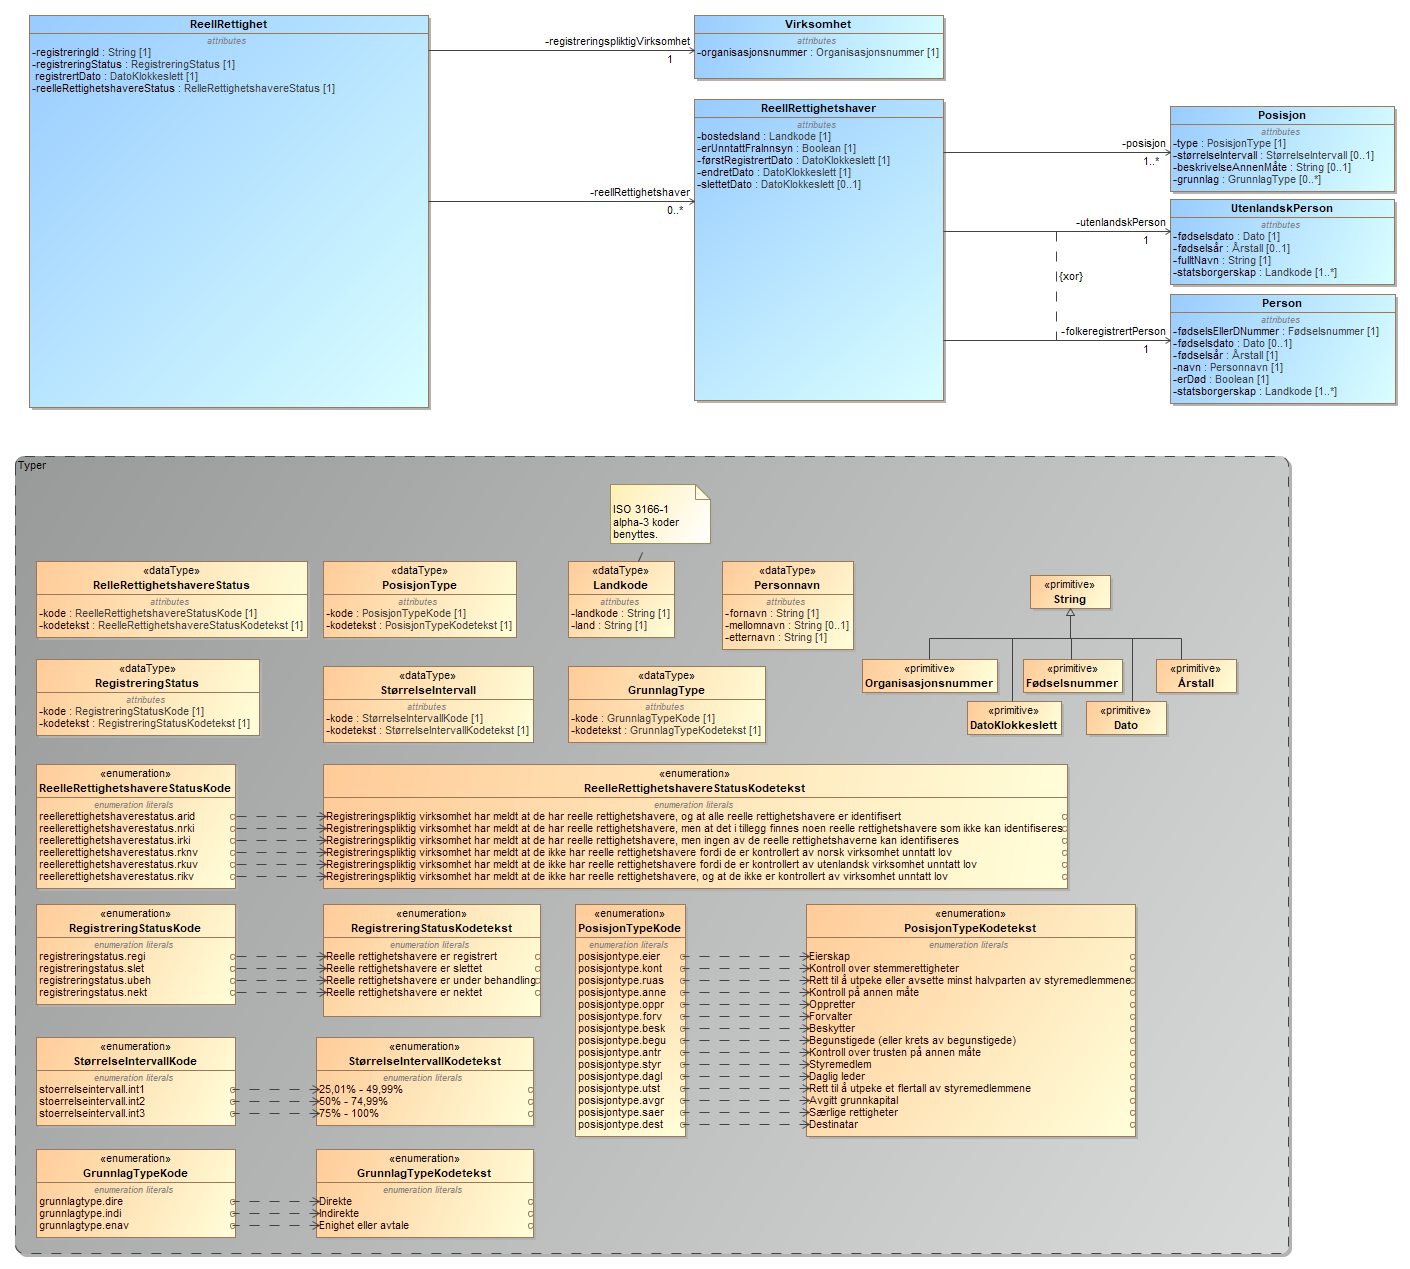 ReellRettighet
attributes
-registreringId : String [1]
-registreringStatus : RegistreringStatus [1]
registrertDato : DatoKlokkeslett [1]
-reelleRettighetshavereStatus : RelleRettighetshavereStatus [1]
-registreringspliktigVirksomhet
1
Virksomhet
attributes
-organisasjonsnummer : Organisasjonsnummer [1]
-reellRettighetshaver
0..*
ReellRettighetshaver
attributes
-bostedsland : Landkode [1]
-erUnntattFraInnsyn : Boolean [1]
-førstRegistrertDato : DatoKlokkeslett [1]
-endretDato : DatoKlokkeslett [1]
-slettetDato : DatoKlokkeslett [0..1]
-posisjon
1..*
Posisjon
attributes
-type : PosisjonType [1]
-størrelseIntervall : StørrelseIntervall [0..1]
-beskrivelseAnnenMåte : String [0..1]
-grunnlag : GrunnlagType [0..*]
-utenlandskPerson
1
UtenlandskPerson
attributes
-fødselsdato : Dato [1]
-fødselsår : Årstall [0..1]
-fulltNavn : String [1]
-statsborgerskap : Landkode [1..*]
{xor}
-folkeregistrertPerson
1
Person
attributes
-fødselsEllerDNummer : Fødselsnummer [1]
-fødselsdato : Dato [0..1]
-fødselsår : Årstall [1]
-navn : Personnavn [1]
-erDød : Boolean [1]
-statsborgerskap : Landkode [1..*]
Typer
ISO 3166-1
alpha-3 koder
benyttes.
«dataType»
RelleRettighetshavereStatus
attributes
-kode : ReelleRettighetshavereStatusKode [1]
-kodetekst : ReelleRettighetshavereStatusKodetekst [1]
«dataType»
PosisjonType
attributes
-kode : PosisjonTypeKode [1]
-kodetekst : PosisjonTypeKodetekst [1]
«dataType»
Landkode
attributes
-landkode : String [1]
-land : String [1]
«dataType»
Personnavn
attributes
-fornavn : String [1]
-mellomnavn : String [0..1]
-etternavn : String [1]
«primitive»
String
«dataType»
RegistreringStatus
attributes
-kode : RegistreringStatusKode [1]
-kodetekst : RegistreringStatusKodetekst [1]
«dataType»
StørrelseIntervall
attributes
-kode : StørrelseIntervallKode [1]
-kodetekst : StørrelseIntervallKodetekst [1]
«dataType»
GrunnlagType
attributes
-kode : GrunnlagTypeKode [1]
-kodetekst : GrunnlagTypeKodetekst [1]
«primitive»
Organisasjonsnummer
«primitive»
Fødselsnummer
«primitive»
Årstall
«primitive»
DatoKlokkeslett
«primitive»
Dato
«enumeration»
ReelleRettighetshavereStatusKode
enumeration literals
reellerettighetshaverestatus.arid
reellerettighetshaverestatus.nrki
reellerettighetshaverestatus.irki
reellerettighetshaverestatus.rknv
reellerettighetshaverestatus.rkuv
reellerettighetshaverestatus.rikv
«enumeration»
ReelleRettighetshavereStatusKodetekst
enumeration literals
Registreringspliktig virksomhet har meldt at de har reelle rettighetshavere, og at alle reelle rettighetshavere er identifisert
Registreringspliktig virksomhet har meldt at de har reelle rettighetshavere, men at det i tillegg finnes noen reelle rettighetshavere som ikke kan identifiseres
Registreringspliktig virksomhet har meldt at de har reelle rettighetshavere, men ingen av de reelle rettighetshaverne kan identifiseres
Registreringspliktig virksomhet har meldt at de ikke har reelle rettighetshavere fordi de er kontrollert av norsk virksomhet unntatt lov
Registreringspliktig virksomhet har meldt at de ikke har reelle rettighetshavere fordi de er kontrollert av utenlandsk virksomhet unntatt lov
Registreringspliktig virksomhet har meldt at de ikke har reelle rettighetshavere, og at de ikke er kontrollert av virksomhet unntatt lov
«enumeration»
RegistreringStatusKode
enumeration literals
registreringstatus.regi
registreringstatus.slet
registreringstatus.ubeh
registreringstatus.nekt
«enumeration»
RegistreringStatusKodetekst
enumeration literals
Reelle rettighetshavere er registrert
Reelle rettighetshavere er slettet
Reelle rettighetshavere er under behandling
Reelle rettighetshavere er nektet
«enumeration»
PosisjonTypeKode
enumeration literals
posisjontype.eier
posisjontype.kont
posisjontype.ruas
posisjontype.anne
posisjontype.oppr
posisjontype.forv
posisjontype.besk
posisjontype.begu
posisjontype.antr
posisjontype.styr
posisjontype.dagl
posisjontype.utst
posisjontype.avgr
posisjontype.saer
posisjontype.dest
«enumeration»
PosisjonTypeKodetekst
enumeration literals
Eierskap
Kontroll over stemmerettigheter
Rett til å utpeke eller avsette minst halvparten av styremedlemmene
Kontroll på annen måte
Oppretter
Forvalter
Beskytter
Begunstigede (eller krets av begunstigede)
Kontroll over trusten på annen måte
Styremedlem
Daglig leder
Rett til å utpeke et flertall av styremedlemmene
Avgitt grunnkapital
Særlige rettigheter
Destinatar
«enumeration»
StørrelseIntervallKode
enumeration literals
stoerrelseintervall.int1
stoerrelseintervall.int2
stoerrelseintervall.int3
«enumeration»
StørrelseIntervallKodetekst
enumeration literals
25,01% - 49,99%
50% - 74,99%
75% - 100%
«enumeration»
GrunnlagTypeKode
enumeration literals
grunnlagtype.dire
grunnlagtype.indi
grunnlagtype.enav
«enumeration»
GrunnlagTypeKodetekst
enumeration literals
Direkte
Indirekte
Enighet eller avtale